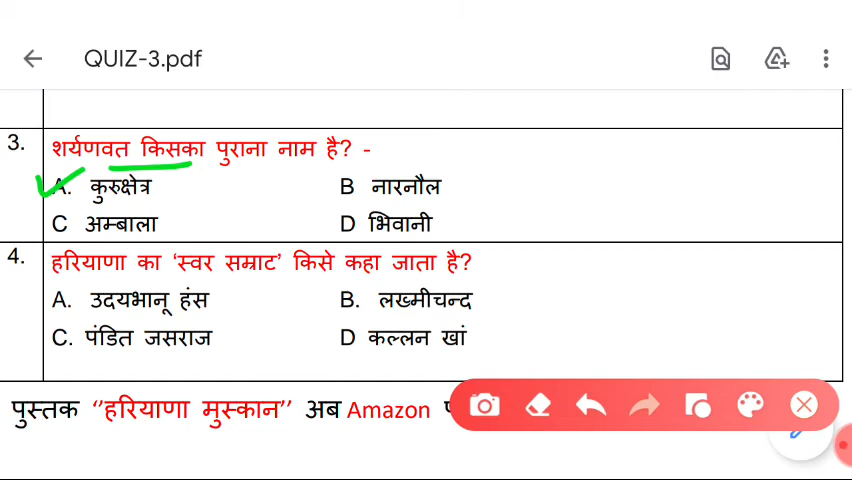 QUIZ-3.pdf
3. शर्यणवत किसका पुराना नाम है? -
A. कुरुक्षेत्र B नारनौल
C अम्बाला D भिवानी
4. हरियाणा का ‘स्वर सम्राट’ किसे कहा जाता है?
A. उदयभानू हंस B. लख्मीचन्द
C. पंडित जसराज D कल्लन खां
पुस्तक “हरियाणा मुस्कान” अब Amazon